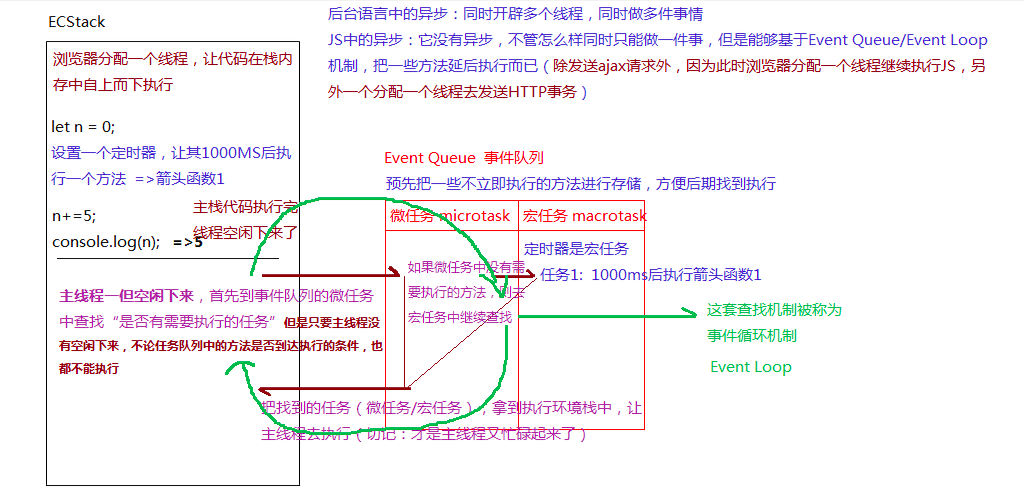 ECStack
后台语言中的异步：同时开辟多个线程，同时做多件事情
JS中的异步：它没有异步，不管怎么样同时只能做一件事，但是能够基于Event Queue/Event Loop
机制，把一些方法延后执行而已（除发送ajax请求外，因为此时浏览器分配一个线程继续执行JS，另
外一个分配一个线程去发送HTTP事务）
浏览器分配一个线程，让代码在栈内
存中自上而下执行
let n = 0;
设置一个定时器，让其1000MS后执
行一个方法 =>箭头函数1
n+=5;
console.log(n); =>5
主栈代码执行完
线程空闲下来了
主线程一但空闲下来，首先到事件队列的微任务
中查找“是否有需要执行的任务”但是只要主线程没
有空闲下来，不论任务队列中的方法是否到达执行的条件，也
都不能执行
Event Queue 事件队列
预先把一些不立即执行的方法进行存储，方便后期找到执行
微任务 microtask
宏任务 macrotask
如果微任务中没有需
要执行的方法，则去
宏任务中继续查找
定时器是宏任务
任务1: 1000ms后执行箭头函数1
这套查找机制被称为
事件循环机制
Event Loop
把找到的任务（微任务/宏任务），拿到执行环境栈中，让
主线程去执行（切记：才是主线程又忙碌起来了）